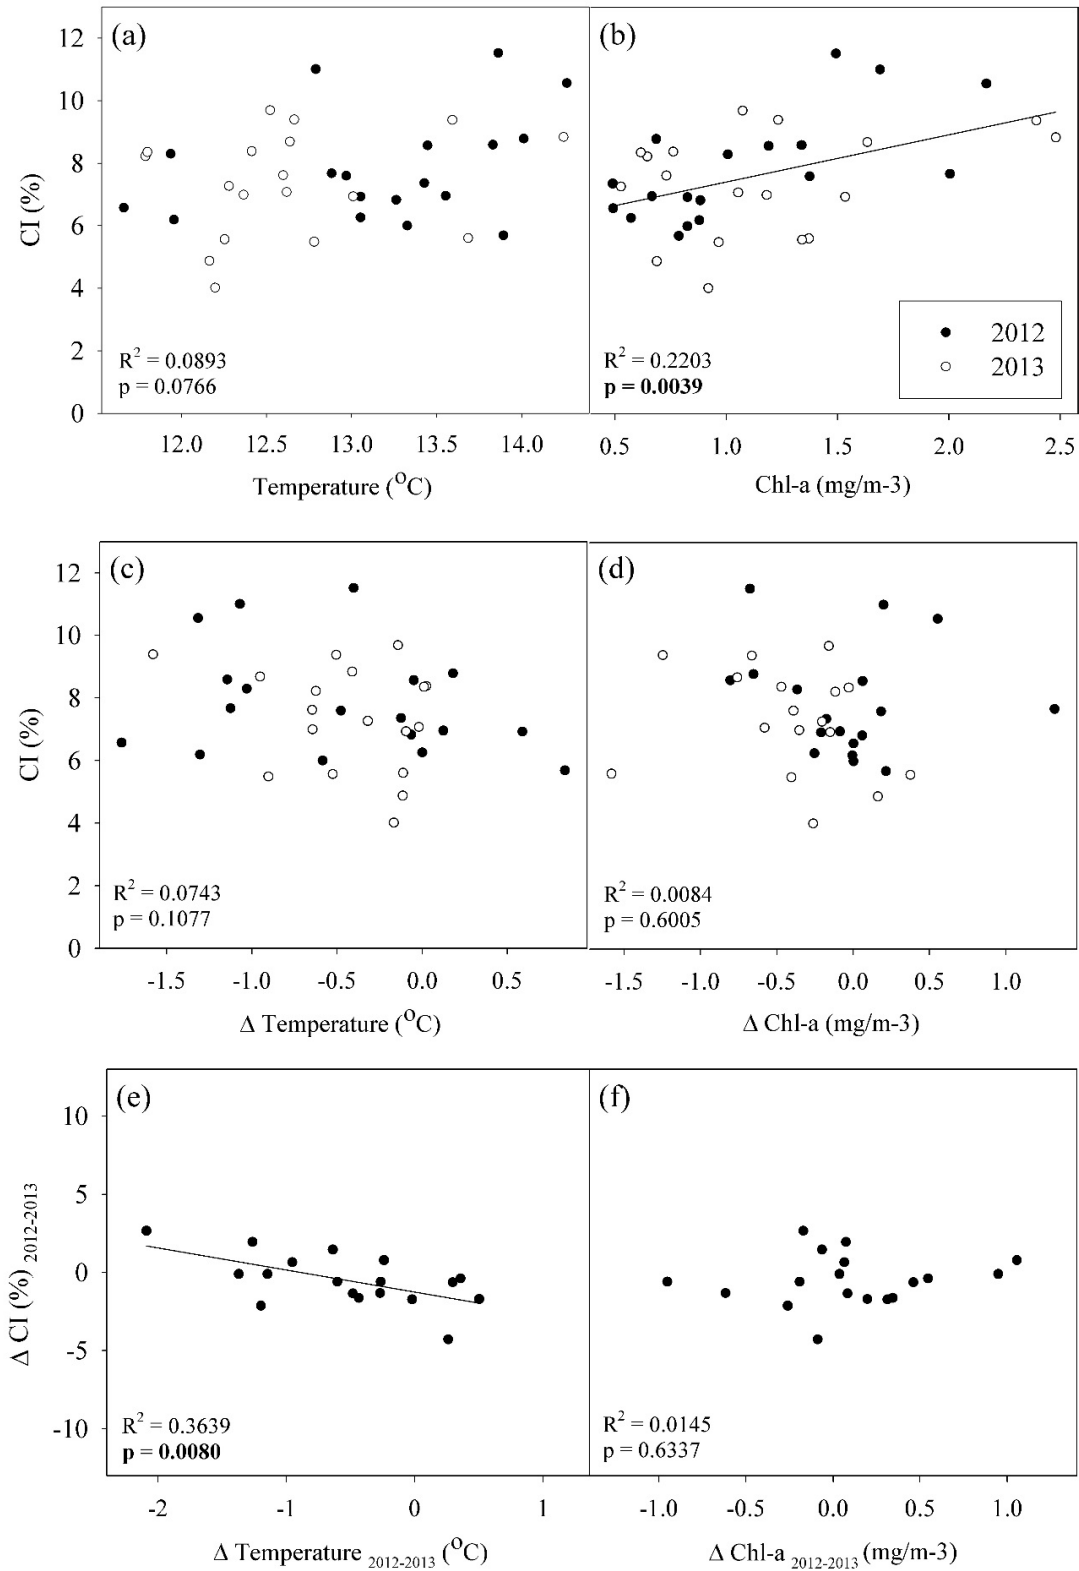 (a)
12
10
8
6
4
2
0
CI (%)
R² = 0.0893
p = 0.0766
12.0 12.5 13.0 13.5 14.0
Temperature (°C)
(b)
2012
2013
R² = 0.2203
p = 0.0039
0.5 1.0 1.5 2.0 2.5
Chl-a (mg/m-3)
(c)
12
10
8
6
4
2
0
CI (%)
R² = 0.0743
p = 0.1077
-1.5 -1.0 -0.5 0.0 0.5
Δ Temperature (°C)
(d)
R² = 0.0084
p = 0.6005
-1.5 -1.0 -0.5 0.0 0.5 1.0
Δ Chl-a (mg/m-3)
(e)
10
5
0
-5
-10
Δ CI (%) 2012-2013
R² = 0.3639
p = 0.0080
-2 -1 0 1
Δ Temperature 2012-2013 (°C)
(f)
R² = 0.0145
p = 0.6337
-1.0 -0.5 0.0 0.5 1.0
Δ Chl-a 2012-2013 (mg/m-3)